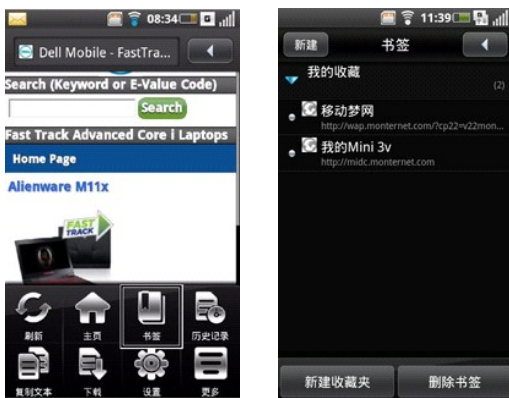 08:34
Dell Mobile - FastTra...
Search (Keyword or E-Value Code)
Search
Fast Track Advanced Core i Laptops
Home Page
Alienware M11x
FAST
TRACK
刷新
主页
书签
历史记录
复制文本
下载
设置
更多
11:39
新建
书签
我的收藏
(2)
移动梦网
http://wap.monternet.com/?cp22=v22mon...
我的Mini 3v
http://midc.monternet.com
新建收藏夹
删除书签